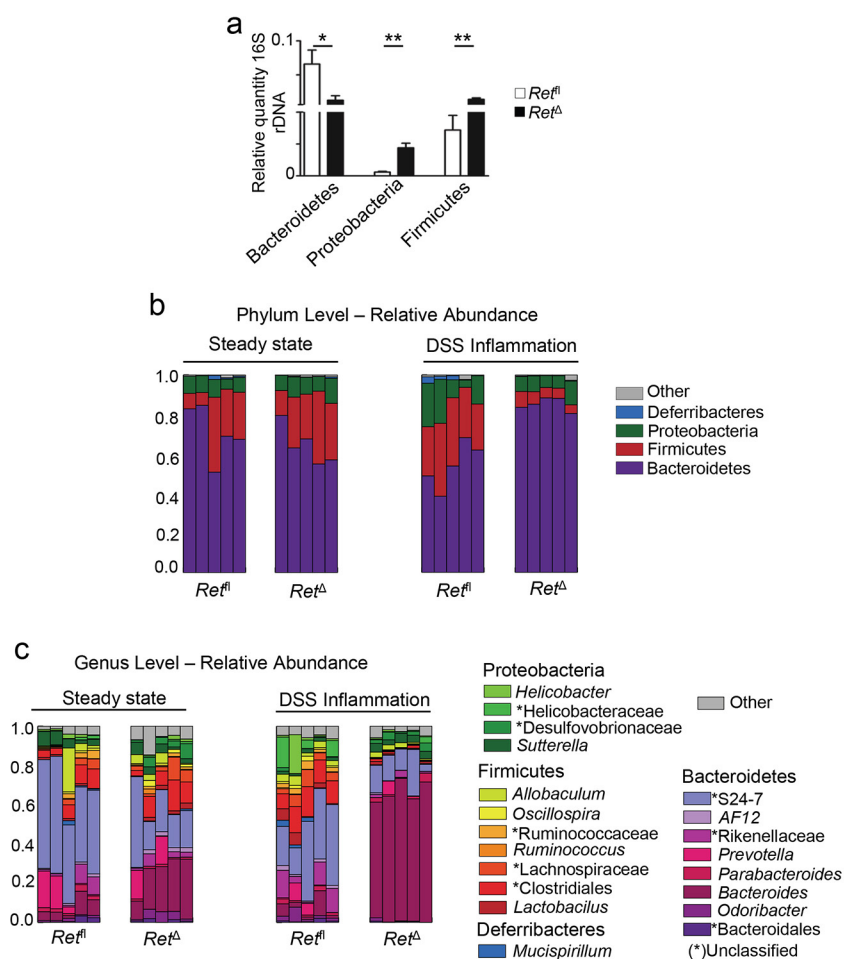 a
Relative quantity 16S
rDNA
0.1
0
* ** **
Ret^fl
Ret^Δ
Bacteroidetes
Proteobacteria
Firmicutes
b
Phylum Level – Relative Abundance
Steady state
DSS Inflammation
1.0
0.8
0.6
0.4
0.2
0.0
Ret^fl
Ret^Δ
Ret^fl
Ret^Δ
Other
Deferribacteres
Proteobacteria
Firmicutes
Bacteroidetes
c
Genus Level – Relative Abundance
Steady state
DSS Inflammation
1.0
0.8
0.6
0.4
0.2
0.0
Ret^fl
Ret^Δ
Ret^fl
Ret^Δ
Proteobacteria
Helicobacter
*Helicobacteraceae
*Desulfovobrionaceae
Sutterella
Other
Firmicutes
Allobaculum
Oscillospira
*Ruminococcaceae
Ruminococcus
*Lachnospiraceae
*Clostridiales
Lactobacilus
Deferribacteres
Mucispirillum
Bacteroidetes
*S24-7
AF12
*Rikenellaceae
Prevotella
Parabacteroides
Bacteroides
Odoribacter
*Bacteroidales
(*)Unclassified